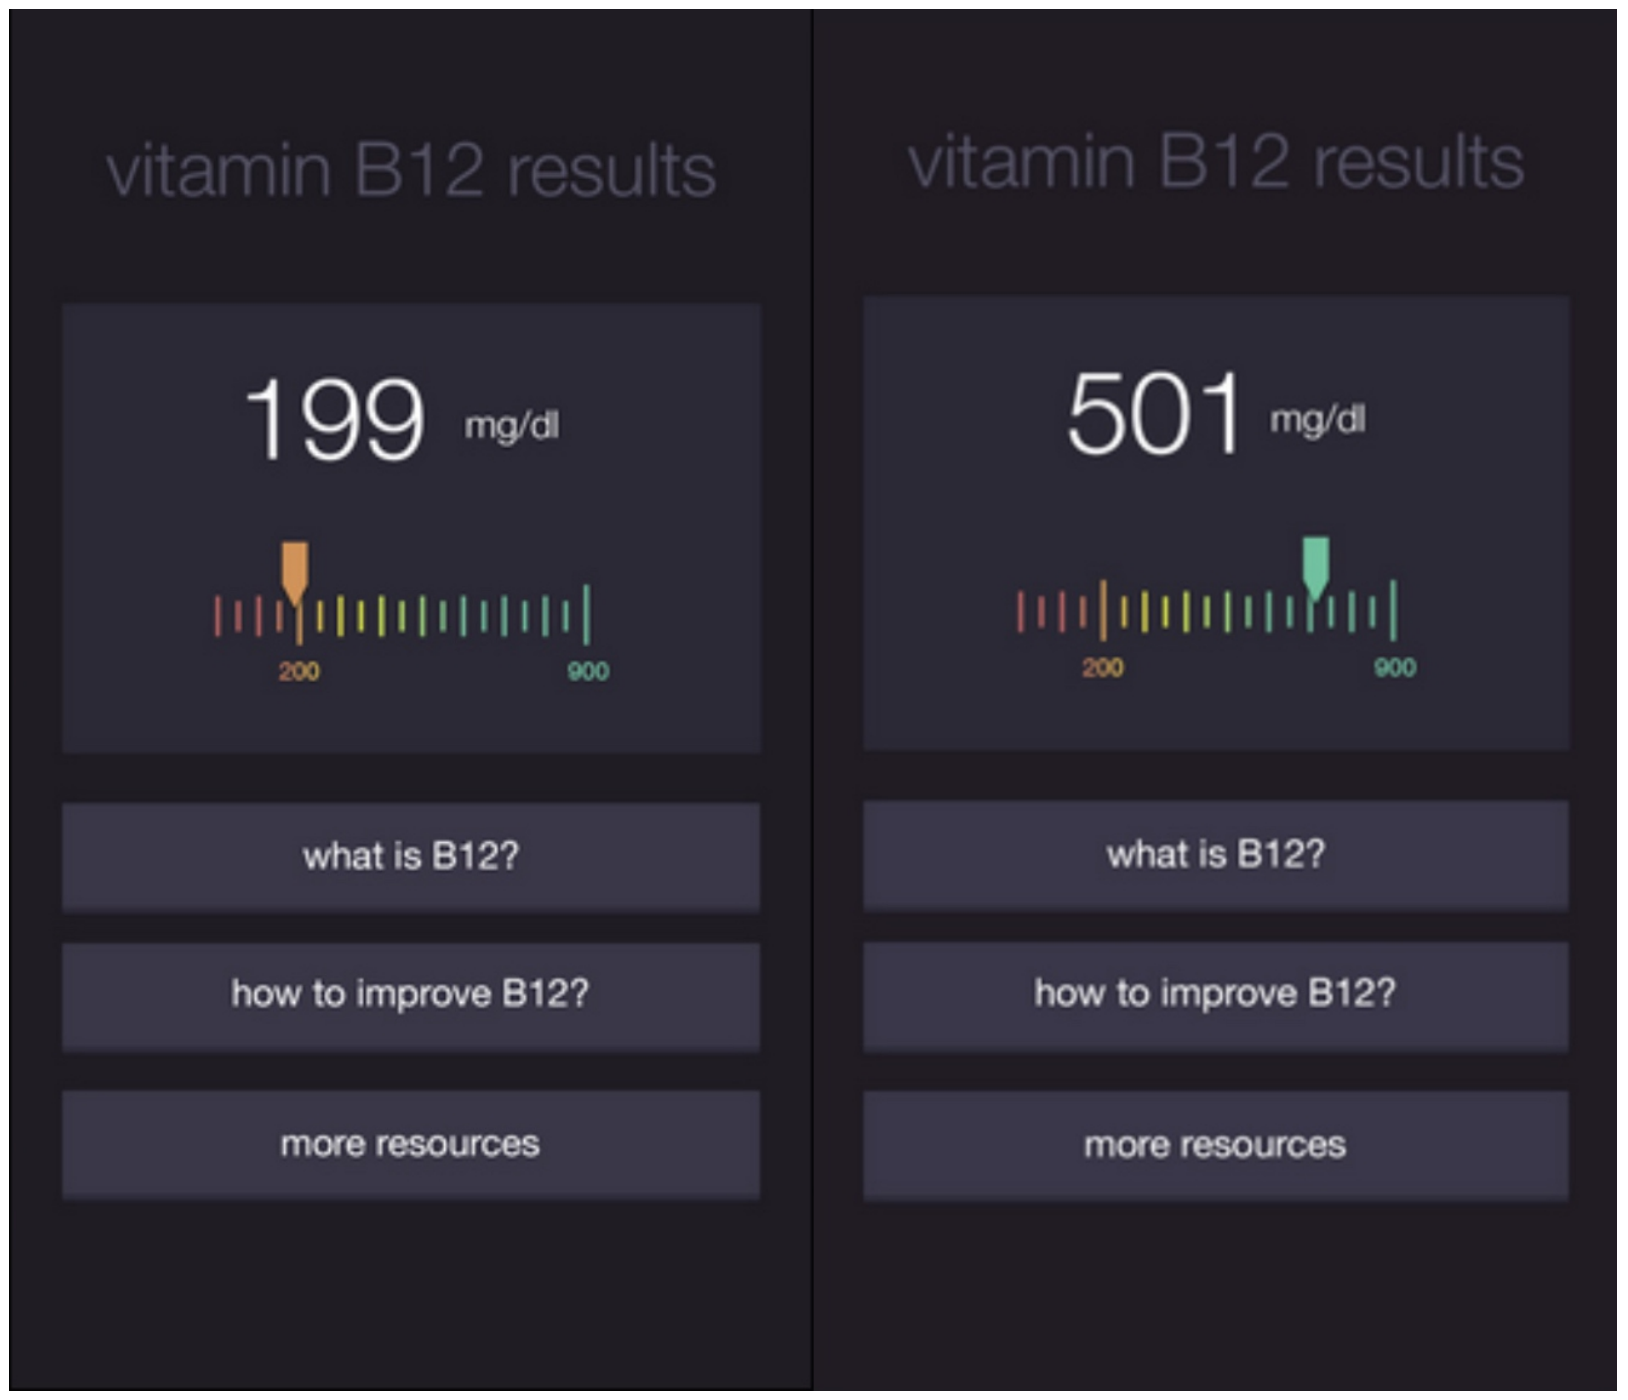 vitamin B12 results
199 mg/dl
200 900
what is B12?
how to improve B12?
more resources
vitamin B12 results
501 mg/dl
200 900
what is B12?
how to improve B12?
more resources